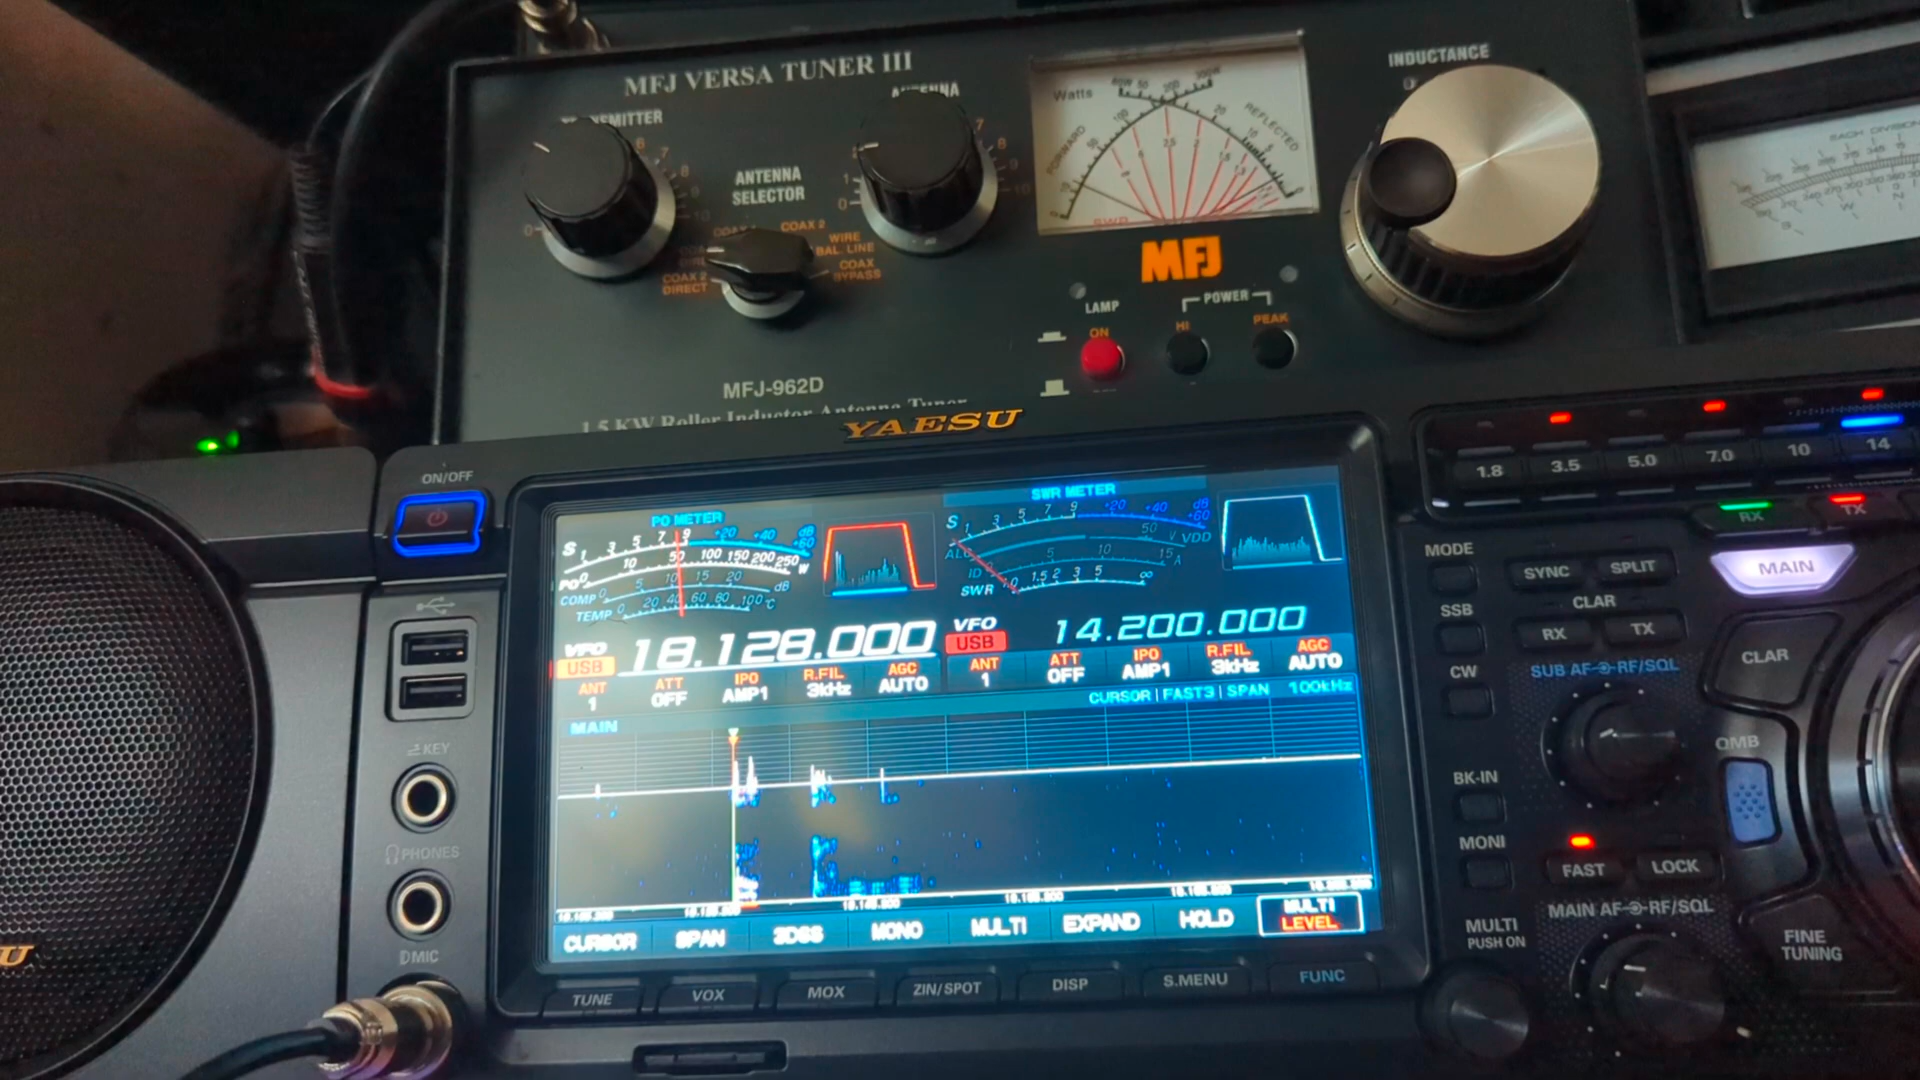 MFJ VERSA TUNER III
ANTENNA
INDUCTANCE
ANTENNA
SELECTOR
COAX 2
WIRE
BAL. LINE
COAX
BYPASS
COAX 2
DIRECT
Watts
FORWARD
REFLECTED
SWR
MFJ
LAMP
ON
POWER
HI
PEAK
MFJ-962D
1.5 KW Roller Inductor Antenna Tuner
EACH DIVISION
YAESU
ON/OFF
1.8
3.5
5.0
7.0
10
14
RX
TX
PO METER
S 1 3 5 7 9 +20 +40 +60 dB
PO 0 10 50 100 150 200 250 W
COMP 0 5 10 15 20 dB
TEMP 0 20 40 60 80 100 °C
SWR METER
S 1 3 5 7 9 +20 +40 +60 dB
50 V VDD
ALC
ID 5 10 15 A
SWR 1.5 2 3 5 ∞
VFO
USB
18.128.000
VFO
USB
14.200.000
ANT
1
ATT
OFF
IPO
AMP1
R.FIL
3kHz
AGC
AUTO
ANT
1
ATT
OFF
IPO
AMP1
R.FIL
3kHz
AGC
AUTO
CURSOR | FAST3 | SPAN 100kHz
MAIN
CURSOR
SPAN
3DSS
MONO
MULTI
EXPAND
HOLD
MULTI
LEVEL
TUNE
VOX
MOX
ZIN/SPOT
DISP
S.MENU
FUNC
KEY
PHONES
MIC
MODE
SSB
CW
BK-IN
MONI
MULTI
PUSH ON
SYNC
SPLIT
MAIN
CLAR
RX
TX
CLAR
SUB AF RF/SQL
QMB
FAST
LOCK
MAIN AF RF/SQL
FINE
TUNING